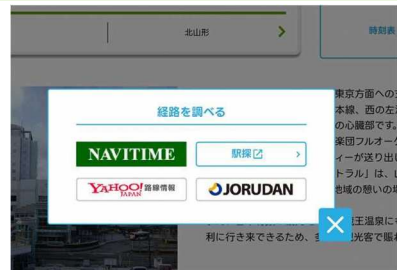 北山形
時刻表
経路を調べる
NAVITIME
駅探
YAHOO! 路線情報
JAPAN
JORUDAN
東京方面への
本線、西の左
の心臓部です。
楽団フルオー
ィーが送り出し
トラル」は、
地域の憩いの
王温泉に
利に行き来できるため、
光客で賑